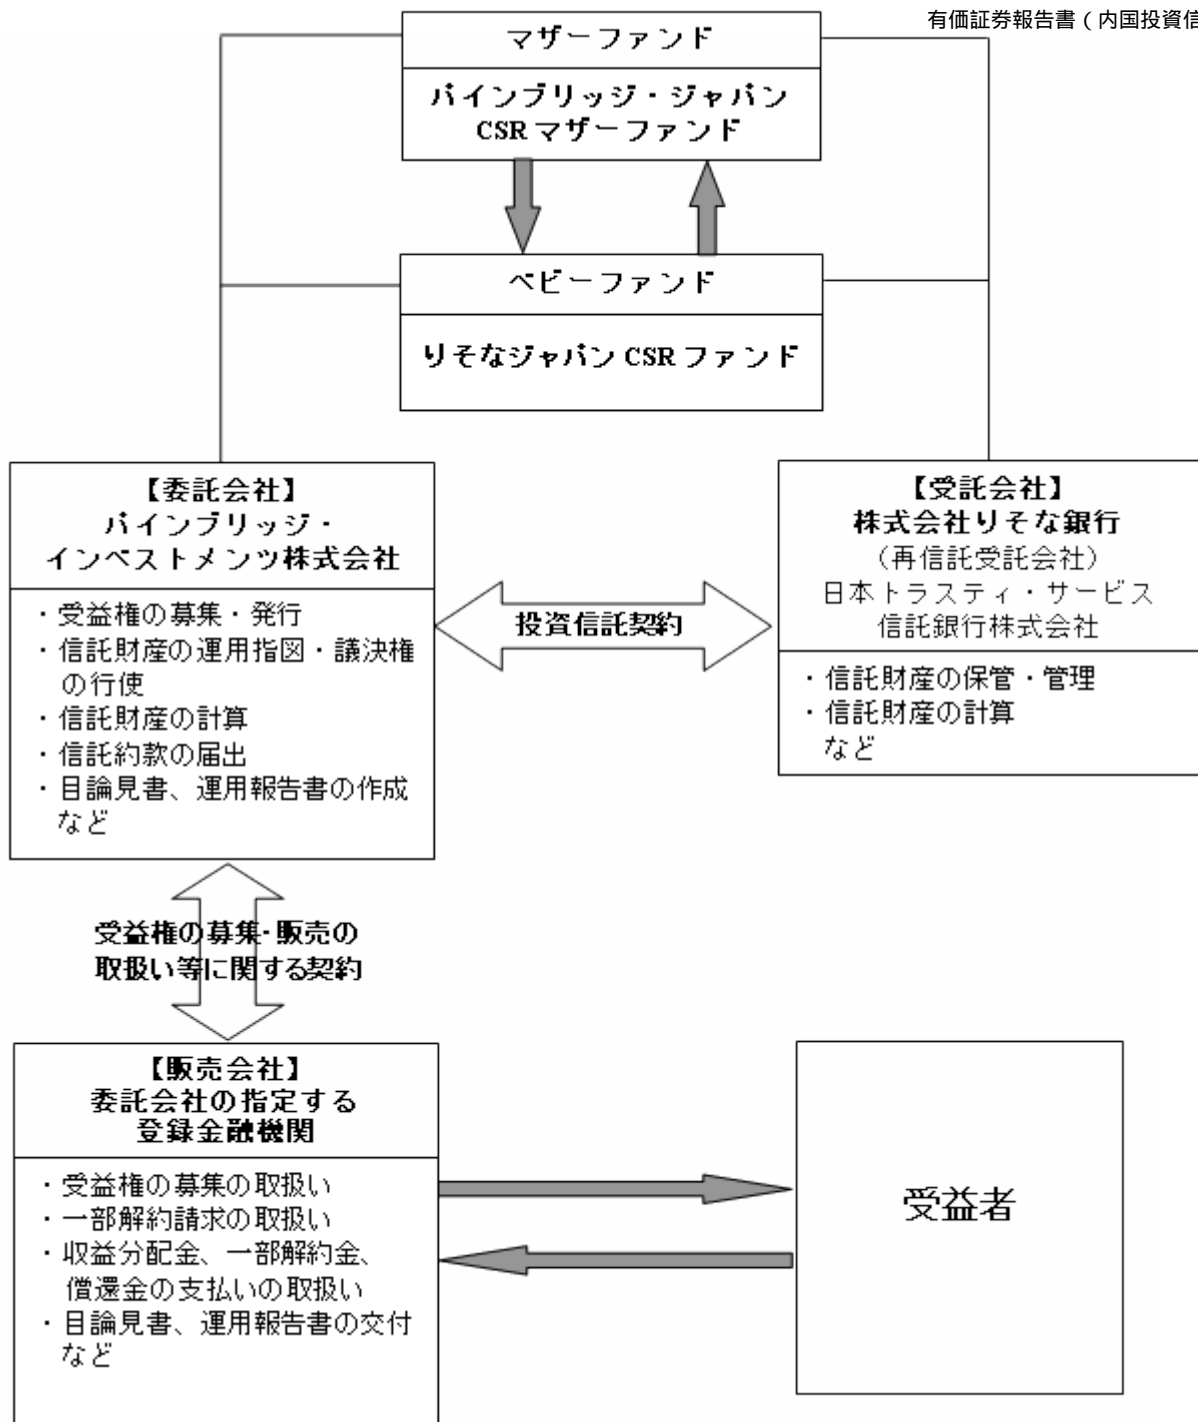 有価証券報告書（内国投資信
マザーファンド
パインブリッジ・ジャパン
CSRマザーファンド
ベビーファンド
りそなジャパンCSRファンド
【委託会社】
パインブリッジ・
インベストメンツ株式会社
・受益権の募集・発行
・信託財産の運用指図・議決権
の行使
・信託財産の計算
・信託約款の届出
・目論見書、運用報告書の作成
など
投資信託契約
【受託会社】
株式会社りそな銀行
（再信託受託会社）
日本トラスティ・サービス
信託銀行株式会社
・信託財産の保管・管理
・信託財産の計算
など
受益権の募集・販売の
取扱い等に関する契約
【販売会社】
委託会社の指定する
登録金融機関
・受益権の募集の取扱い
・一部解約請求の取扱い
・収益分配金、一部解約金、
償還金の支払いの取扱い
・目論見書、運用報告書の交付
など
受益者